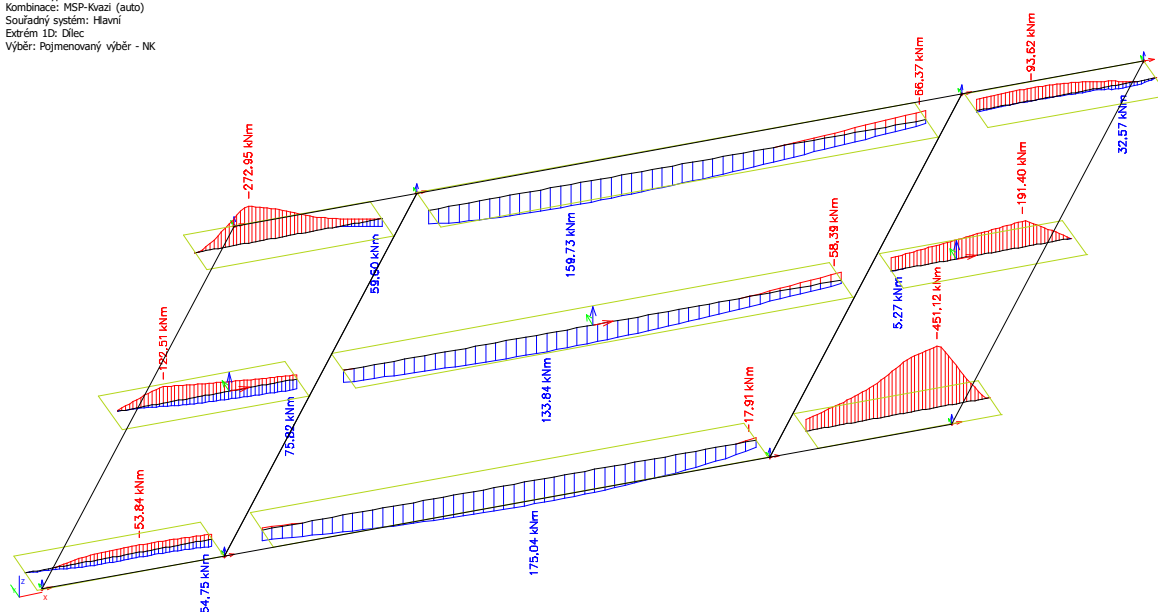 Kombinace: MSP-Kvazi (auto)
Souřadný systém: Hlavní
Extrém 1D: Dílec
Výběr: Pojmenovaný výběr - NK
-93.62 kNm
-66.37 kNm
32.57 kNm
-272.95 kNm
-191.40 kNm
59.60 kNm
159.73 kNm
-58.39 kNm
5.27 kNm
-451.12 kNm
-122.51 kNm
75.82 kNm
133.84 kNm
-17.91 kNm
-53.84 kNm
54.75 kNm
175.04 kNm
z
x